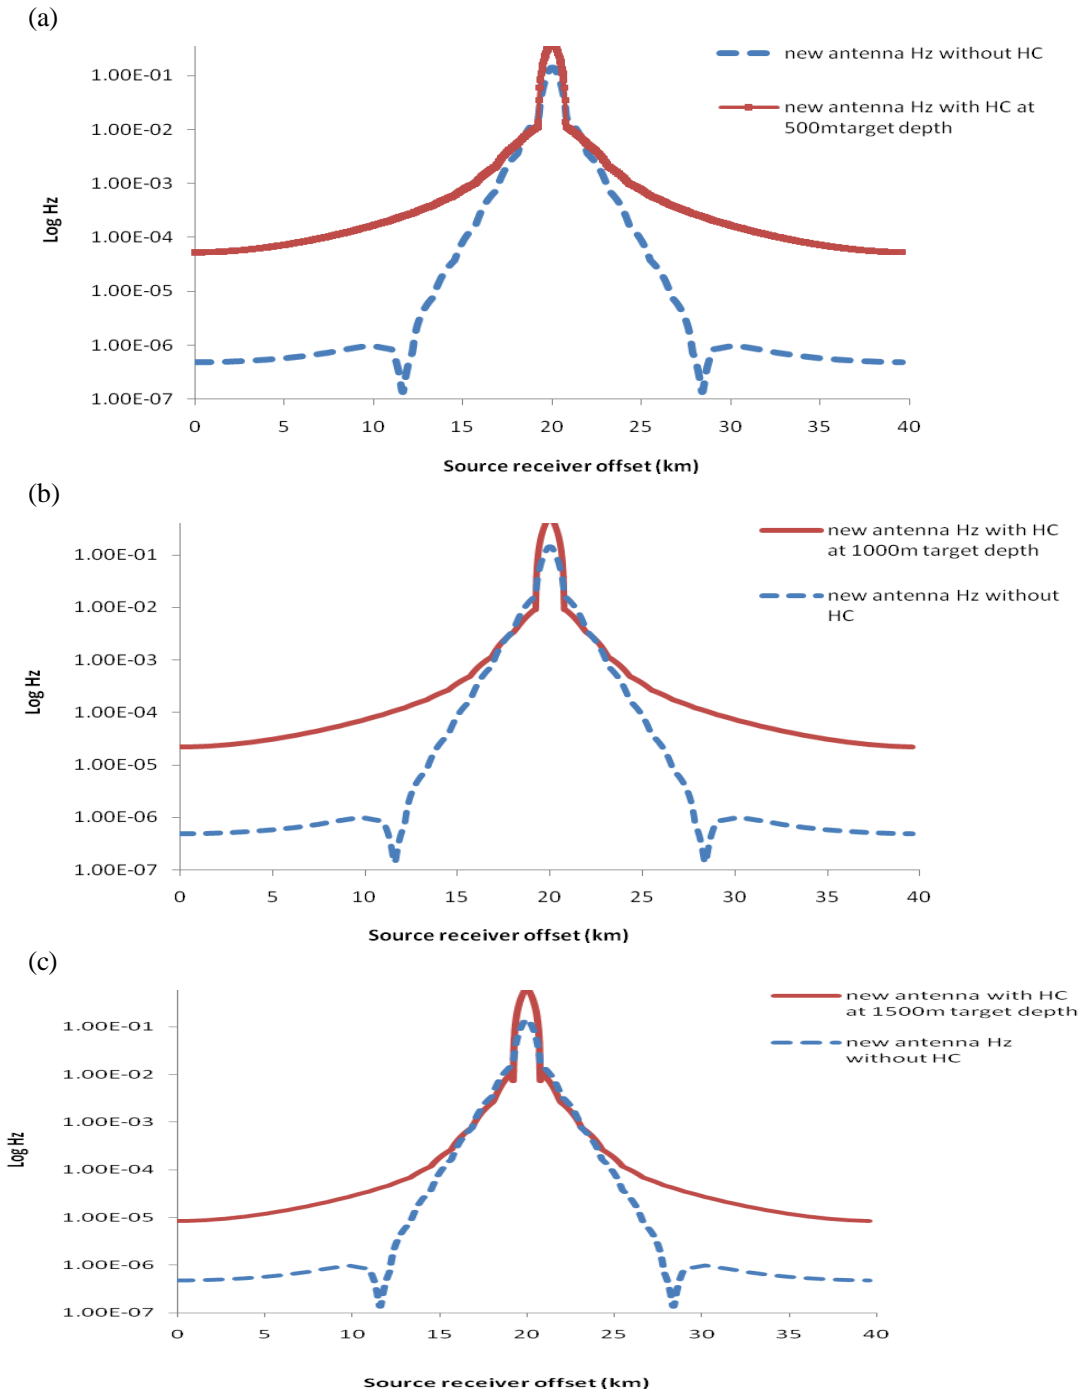 (a)
new antenna Hz without HC
new antenna Hz with HC at
500mtarget depth
1.00E-01
1.00E-02
1.00E-03
1.00E-04
1.00E-05
1.00E-06
1.00E-07
Log Hz
0 5 10 15 20 25 30 35 40
Source receiver offset (km)
(b)
new antenna Hz with HC
at 1000m target depth
new antenna Hz without
HC
1.00E-01
1.00E-02
1.00E-03
1.00E-04
1.00E-05
1.00E-06
1.00E-07
Log Hz
0 5 10 15 20 25 30 35 40
Source receiver offset (km)
(c)
new antenna with HC
at 1500m target depth
new antenna Hz
without HC
1.00E-01
1.00E-02
1.00E-03
1.00E-04
1.00E-05
1.00E-06
1.00E-07
Log Hz
0 5 10 15 20 25 30 35 40
Source receiver offset (km)